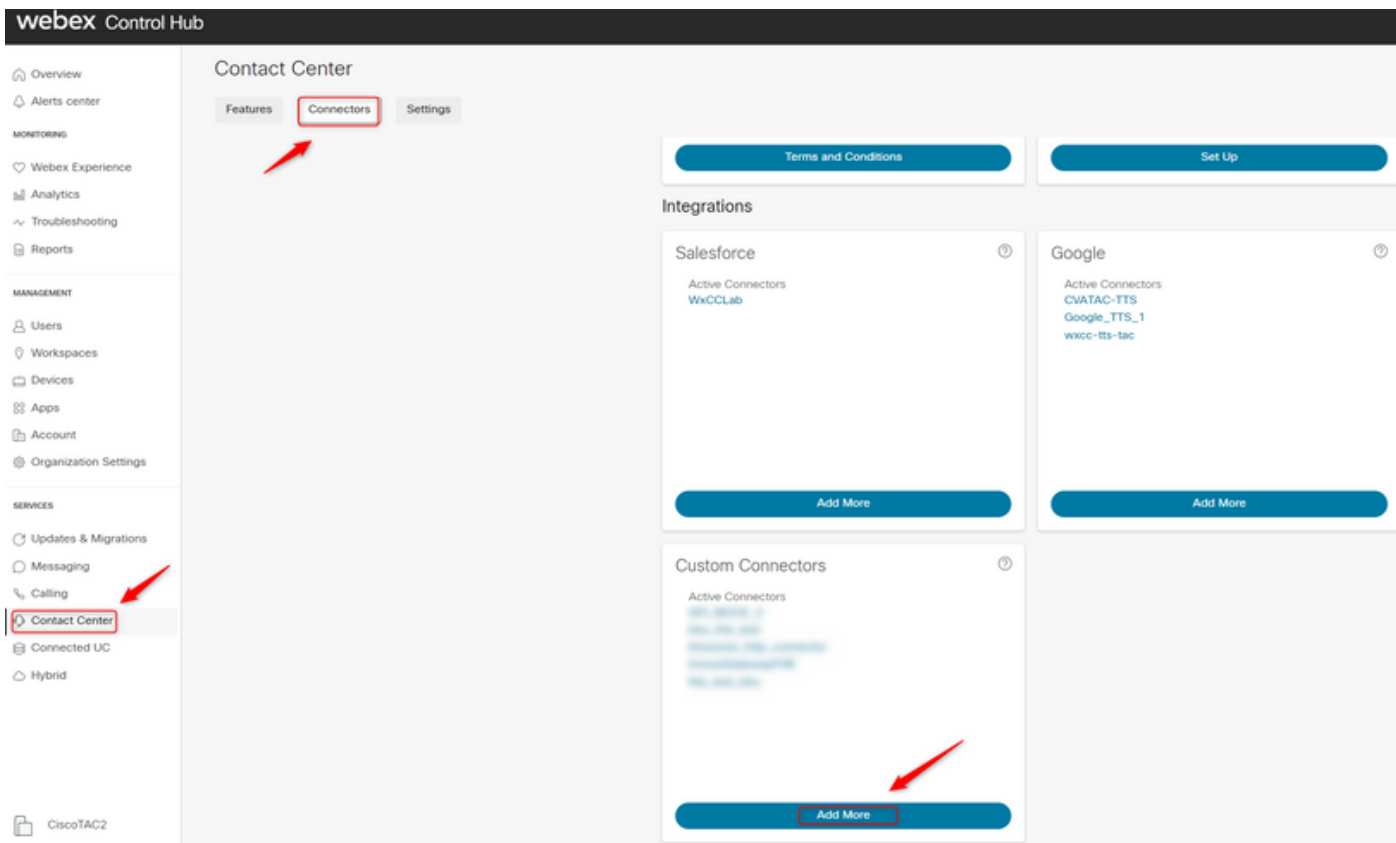 webex Control Hub
Overview
Alerts center
MONITORING
Webex Experience
Analytics
Troubleshooting
Reports
MANAGEMENT
Users
Workspaces
Devices
Apps
Account
Organization Settings
SERVICES
Updates & Migrations
Messaging
Calling
Contact Center
Connected UC
Hybrid
CiscoTAC2
Contact Center
Features Connectors Settings
Terms and Conditions
Set Up
Integrations
Salesforce
Active Connectors
WxCCLab
Add More
Google
Active Connectors
CVATAC-TTS
Google_TTS_1
wxcc-tts-tac
Add More
Custom Connectors
Active Connectors
Add More